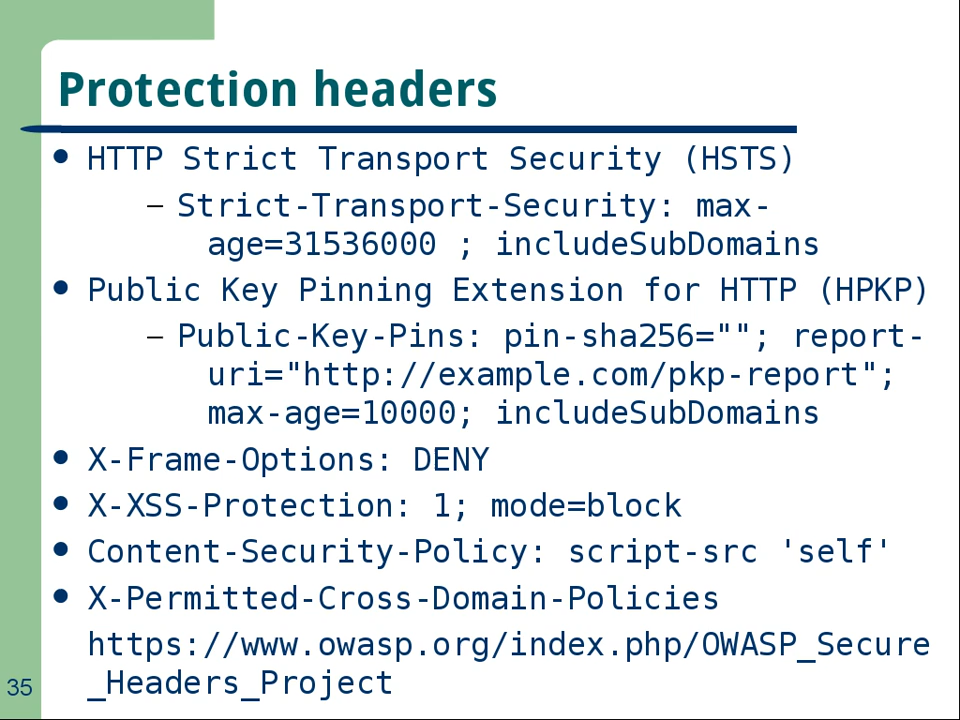 Protection headers
● HTTP Strict Transport Security (HSTS)
– Strict-Transport-Security: max-
age=31536000 ; includeSubDomains
● Public Key Pinning Extension for HTTP (HPKP)
– Public-Key-Pins: pin-sha256=""; report-
uri="http://example.com/pkp-report";
max-age=10000; includeSubDomains
● X-Frame-Options: DENY
● X-XSS-Protection: 1; mode=block
● Content-Security-Policy: script-src 'self'
● X-Permitted-Cross-Domain-Policies
https://www.owasp.org/index.php/OWASP_Secure
_Headers_Project
35